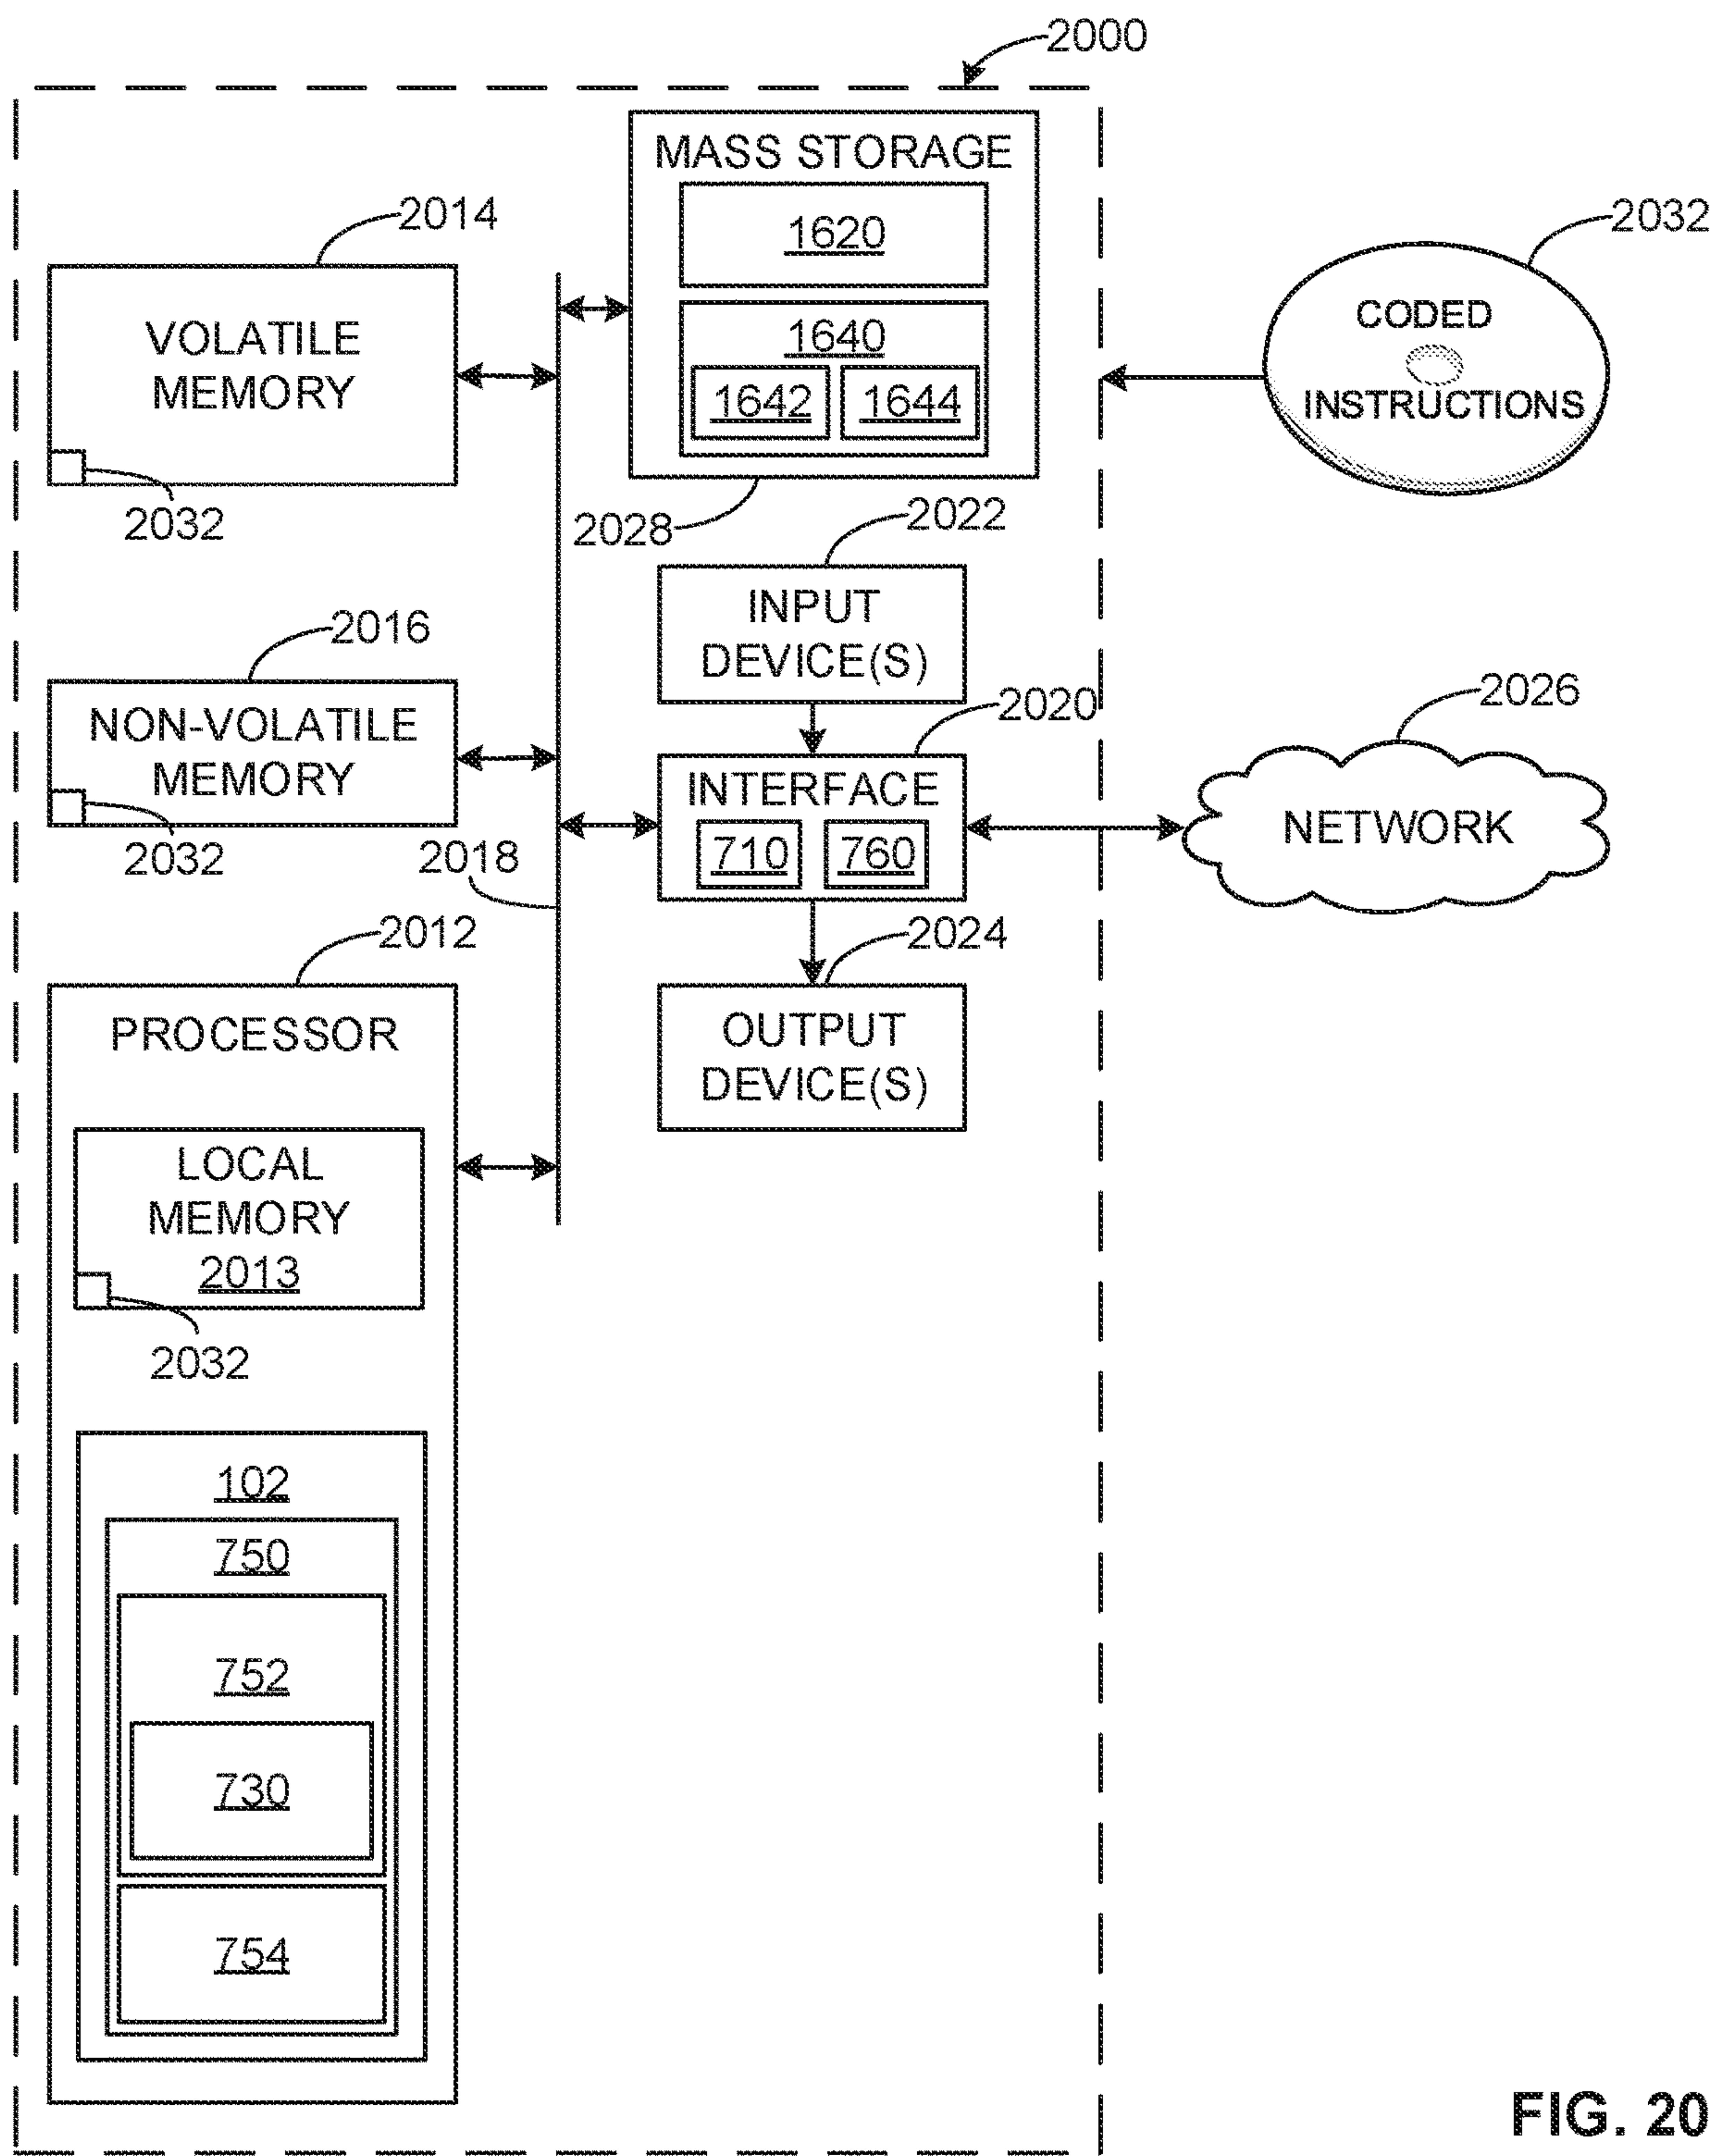 2000
MASS STORAGE
1620
1640
1642 1644
2028
2014
VOLATILE
MEMORY
2032
2032
CODED
INSTRUCTIONS
2022
INPUT
DEVICE(S)
2016
NON-VOLATILE
MEMORY
2032
2018
2020
INTERFACE
710 760
2026
NETWORK
2012
PROCESSOR
LOCAL
MEMORY
2013
2032
2024
OUTPUT
DEVICE(S)
102
750
752
730
754
FIG. 20